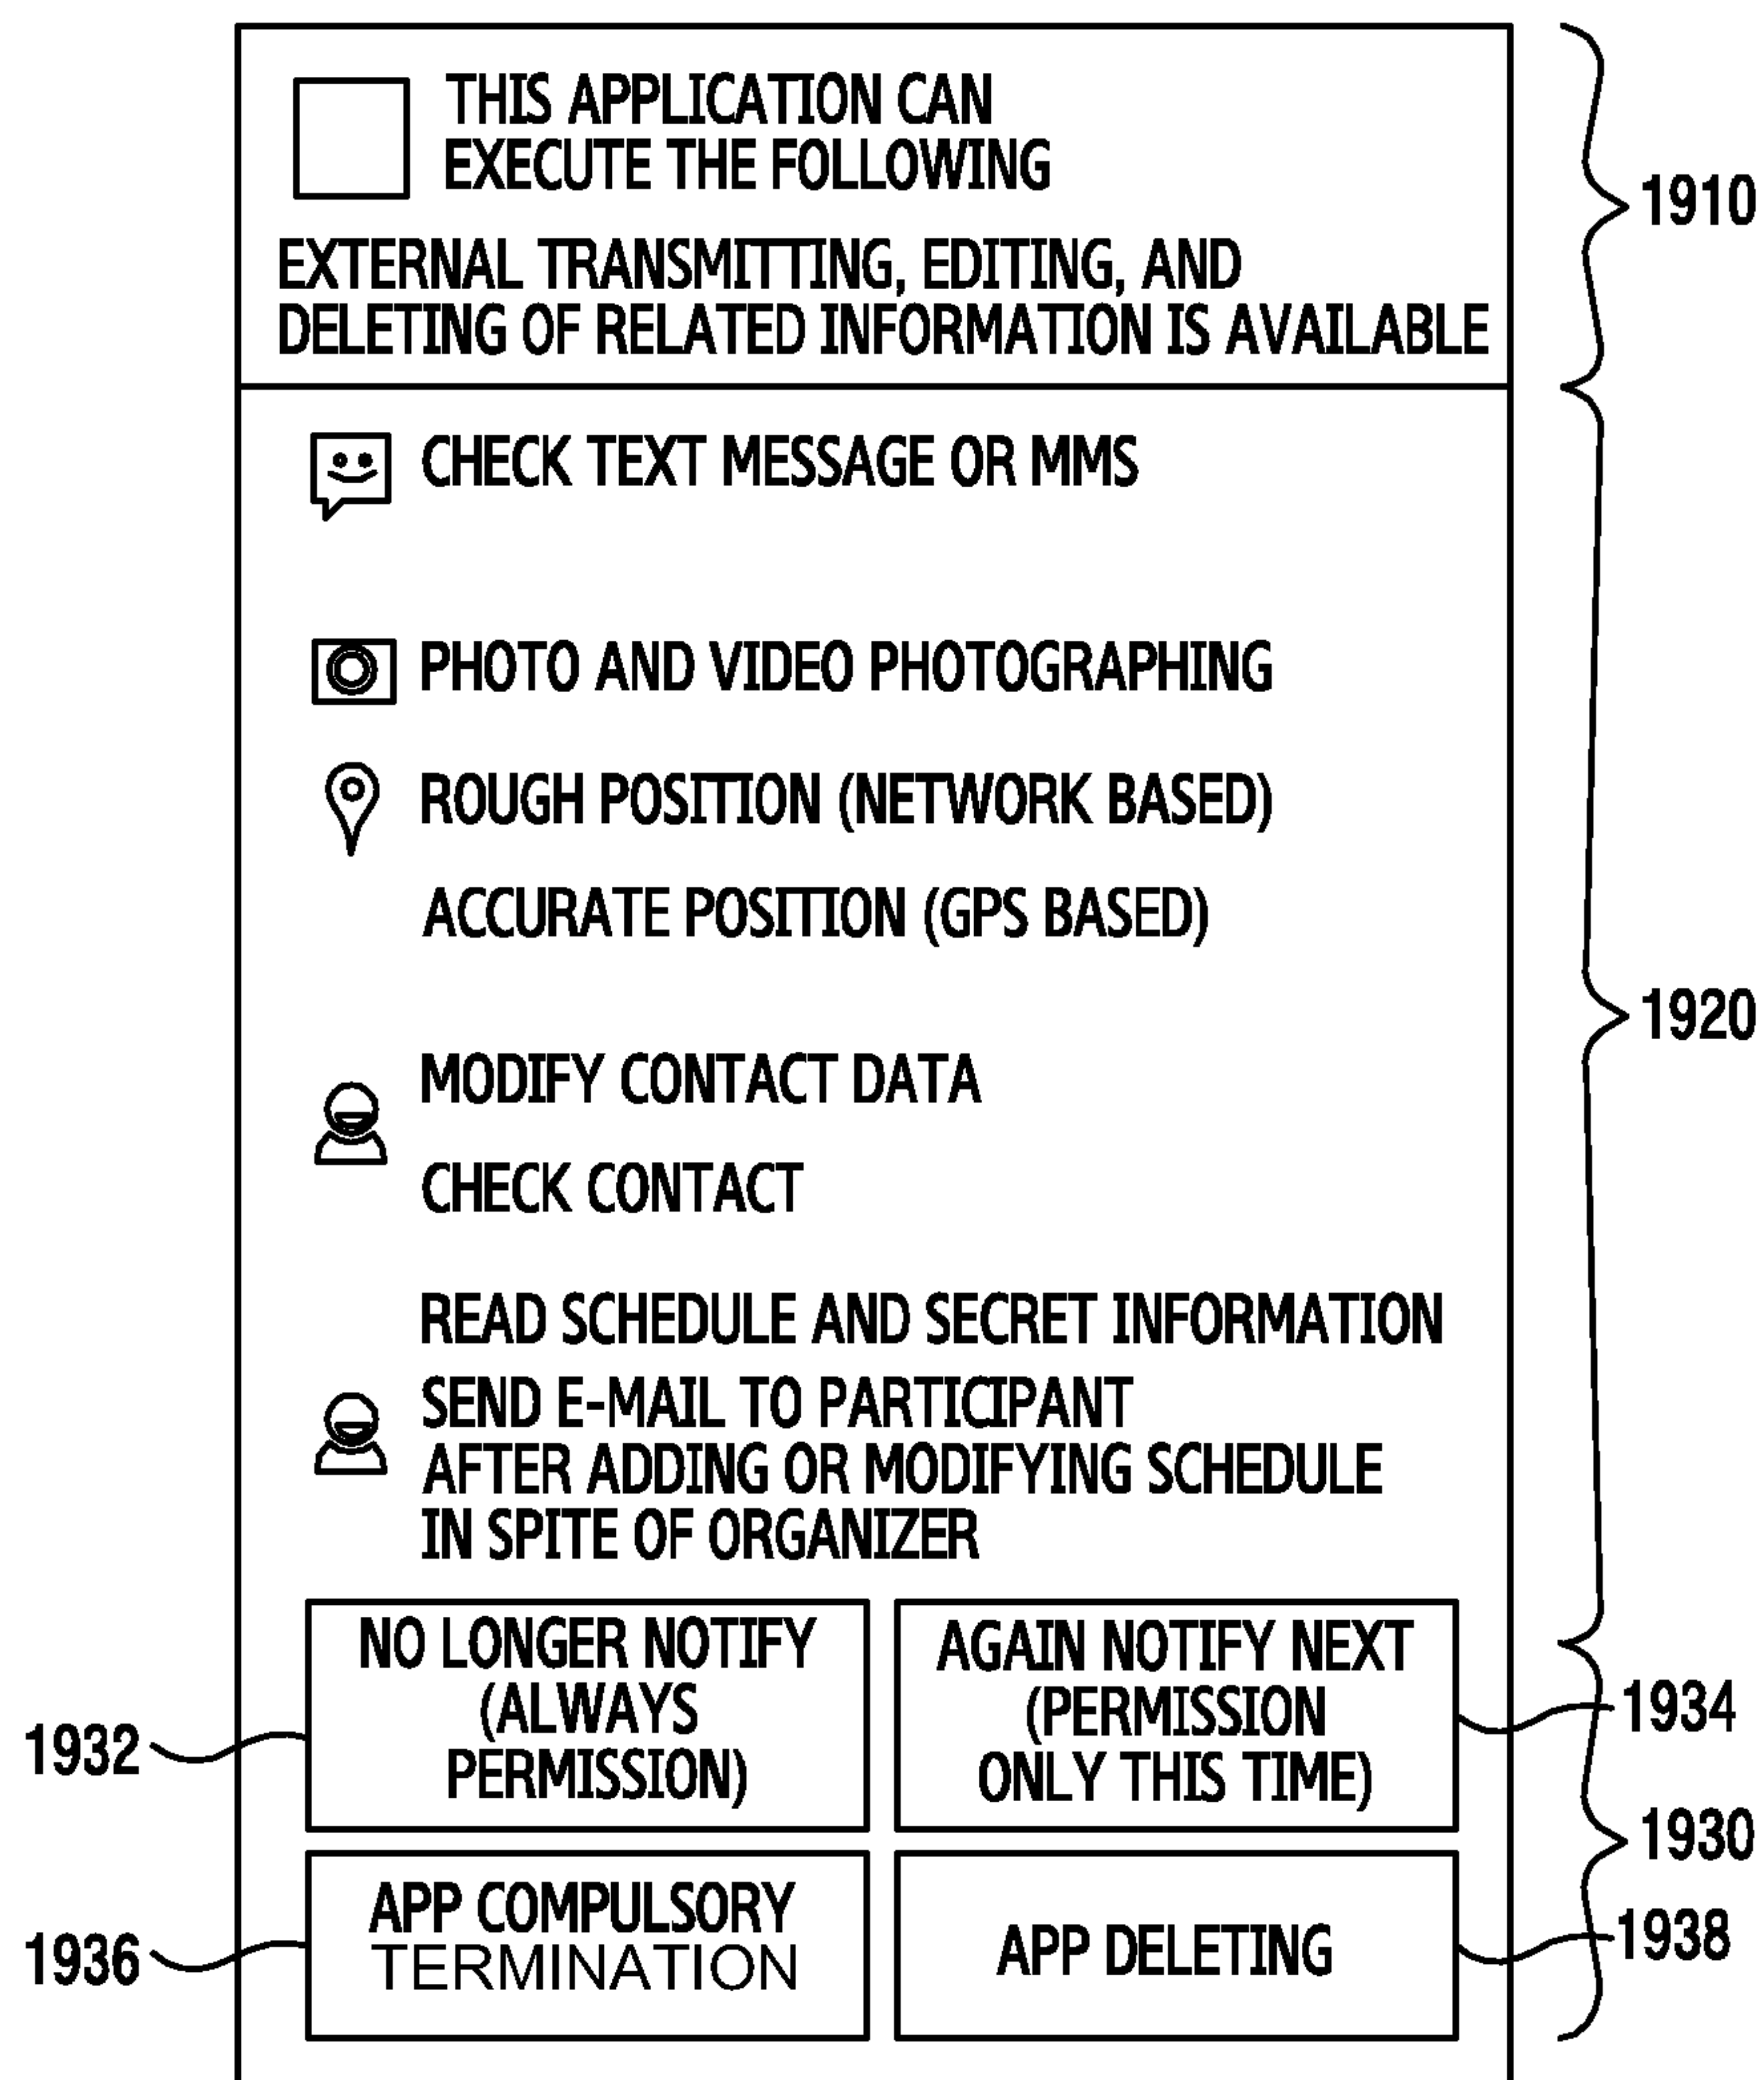 THIS APPLICATION CAN
EXECUTE THE FOLLOWING
EXTERNAL TRANSMITTING, EDITING, AND
DELETING OF RELATED INFORMATION IS AVAILABLE
1910
CHECK TEXT MESSAGE OR MMS
PHOTO AND VIDEO PHOTOGRAPHING
ROUGH POSITION (NETWORK BASED)
ACCURATE POSITION (GPS BASED)
1920
MODIFY CONTACT DATA
CHECK CONTACT
READ SCHEDULE AND SECRET INFORMATION
SEND E-MAIL TO PARTICIPANT
AFTER ADDING OR MODIFYING SCHEDULE
IN SPITE OF ORGANIZER
NO LONGER NOTIFY
(ALWAYS
PERMISSION)
1932
AGAIN NOTIFY NEXT
(PERMISSION
ONLY THIS TIME)
1934
1930
APP COMPULSORY
TERMINATION
1936
APP DELETING
1938